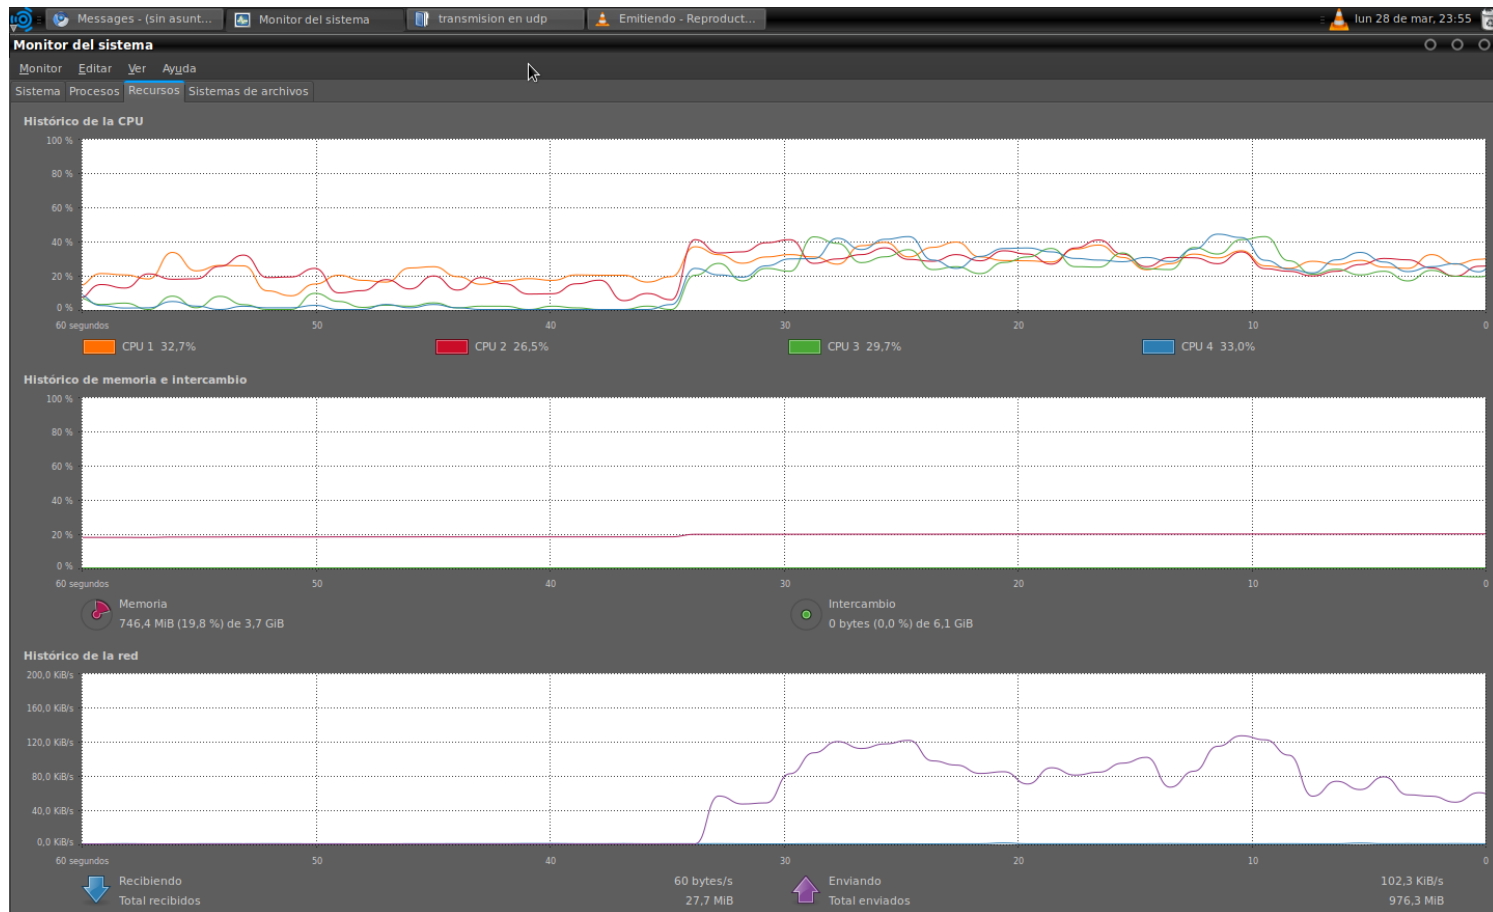 Messages - (sin asunt... Monitor del sistema transmision en udp Emitiendo - Reproduct... lun 28 de mar, 23:55
Monitor del sistema
Monitor Editar Ver Ayuda
Sistema Procesos Recursos Sistemas de archivos
Histórico de la CPU
100 %
80 %
60 %
40 %
20 %
0 %
60 segundos 50 40 30 20 10 0
CPU 1 32,7% CPU 2 26,5% CPU 3 29,7% CPU 4 33,0%
Histórico de memoria e intercambio
100 %
80 %
60 %
40 %
20 %
0 %
60 segundos 50 40 30 20 10 0
Memoria Intercambio
746,4 MiB (19,8 %) de 3,7 GiB 0 bytes (0,0 %) de 6,1 GiB
Histórico de la red
200,0 KiB/s
160,0 KiB/s
120,0 KiB/s
80,0 KiB/s
40,0 KiB/s
0,0 KiB/s
60 segundos 50 40 30 20 10 0
Recibiendo 60 bytes/s Enviando 102,3 KiB/s
Total recibidos 27,7 MiB Total enviados 976,3 MiB